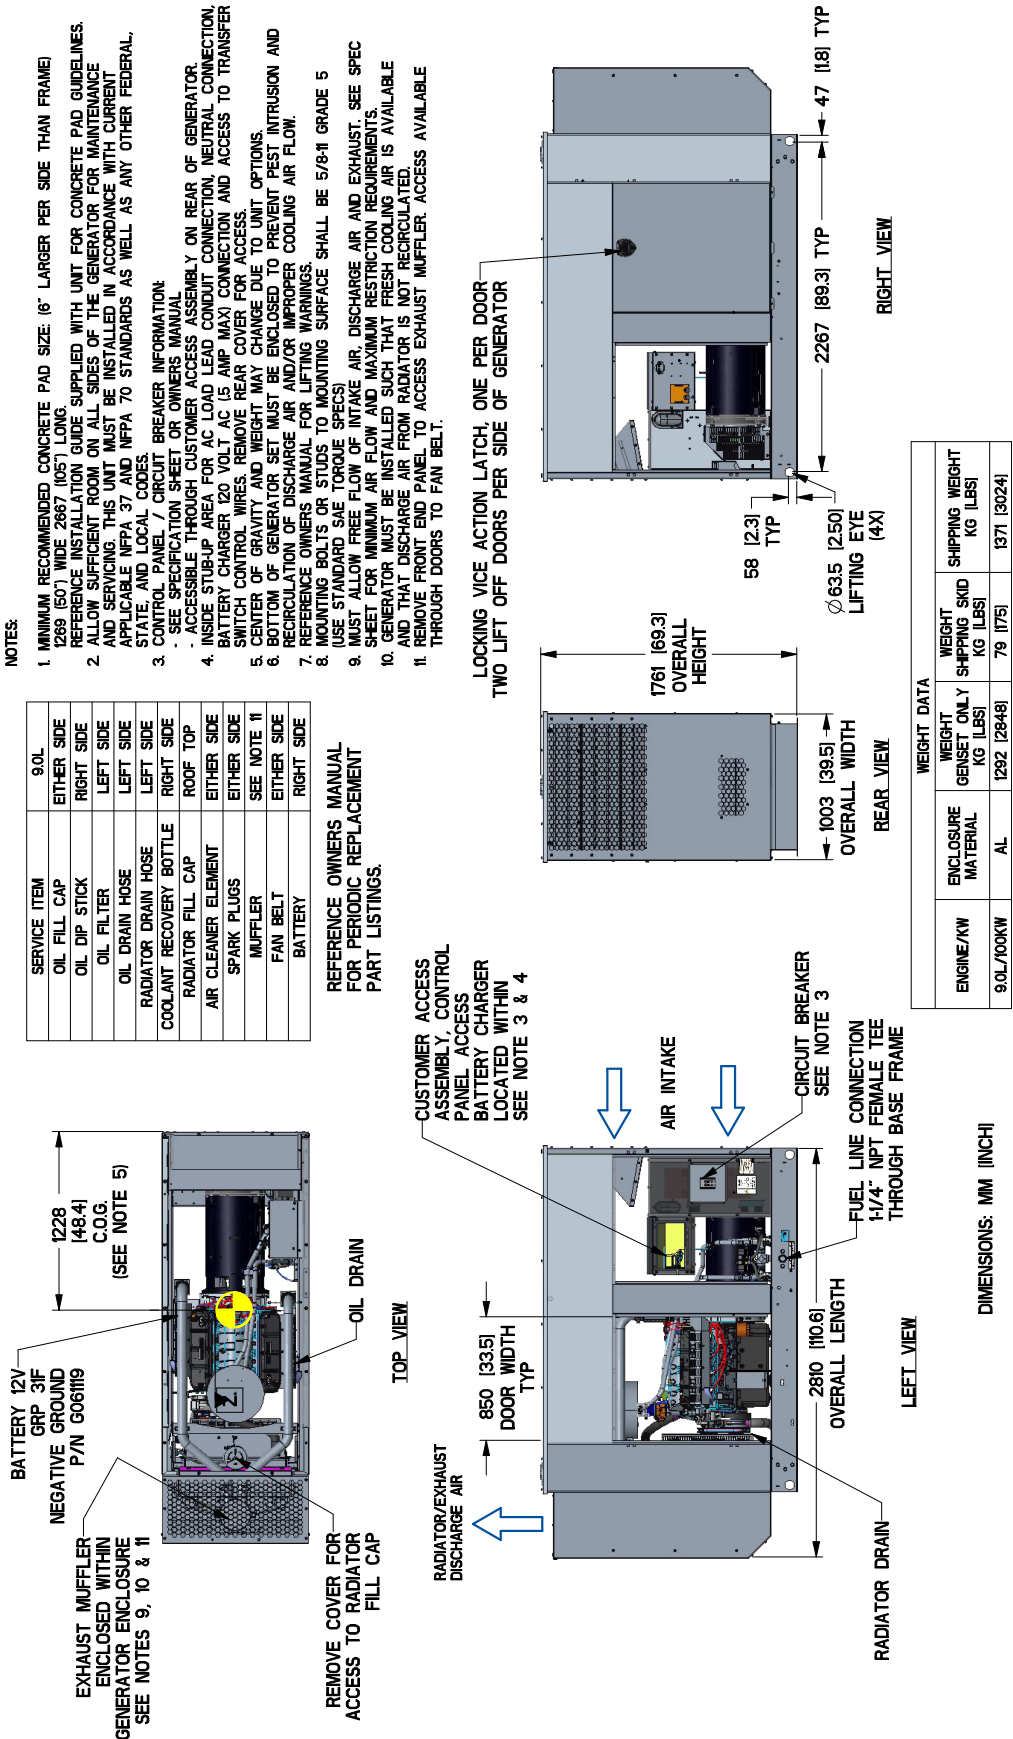 NOTES:
1. MINIMUM RECOMMENDED CONCRETE PAD SIZE: (6" LARGER PER SIDE THAN FRAME)
1269 (50") WIDE 2667 (105") LONG.
REFERENCE INSTALLATION GUIDE SUPPLIED WITH UNIT FOR CONCRETE PAD GUIDELINES.
2. ALLOW SUFFICIENT ROOM ON ALL SIDES OF THE GENERATOR FOR MAINTENANCE
AND SERVICING. THIS UNIT MUST BE INSTALLED IN ACCORDANCE WITH CURRENT
APPLICABLE NFPA 37 AND NFPA 70 STANDARDS AS WELL AS ANY OTHER FEDERAL,
STATE, AND LOCAL CODES.
3. CONTROL PANEL / CIRCUIT BREAKER INFORMATION:
- SEE SPECIFICATION SHEET OR OWNERS MANUAL
- ACCESSIBLE THROUGH CUSTOMER ACCESS ASSEMBLY ON REAR OF GENERATOR.
4. INSIDE STUB-UP AREA FOR AC LOAD LEAD CONDUIT CONNECTION, NEUTRAL CONNECTION,
BATTERY CHARGER 120 VOLT AC (.5 AMP MAX) CONNECTION AND ACCESS TO TRANSFER
SWITCH CONTROL WIRES. REMOVE REAR COVER FOR ACCESS.
5. CENTER OF GRAVITY AND WEIGHT MAY CHANGE DUE TO UNIT OPTIONS.
6. BOTTOM OF GENERATOR SET MUST BE ENCLOSED TO PREVENT PEST INTRUSION AND
RECIRCULATION OF DISCHARGE AIR AND/OR IMPROPER COOLING AIR FLOW.
7. REFERENCE OWNERS MANUAL FOR LIFTING WARNINGS.
8. MOUNTING BOLTS OR STUDS TO MOUNTING SURFACE SHALL BE 5/8-11 GRADE 5
(USE STANDARD SAE TORQUE SPECS)
9. MUST ALLOW FREE FLOW OF INTAKE AIR, DISCHARGE AIR AND EXHAUST. SEE SPEC
SHEET FOR MINIMUM AIR FLOW AND MAXIMUM RESTRICTION REQUIREMENTS.
10. GENERATOR MUST BE INSTALLED SUCH THAT FRESH COOLING AIR IS AVAILABLE
AND THAT DISCHARGE AIR FROM RADIATOR IS NOT RECIRCULATED.
11. REMOVE FRONT END PANEL TO ACCESS EXHAUST MUFFLER. ACCESS AVAILABLE
THROUGH DOORS TO FAN BELT.
SERVICE ITEM 9.0L
OIL FILL CAP EITHER SIDE
OIL DIP STICK RIGHT SIDE
OIL FILTER LEFT SIDE
OIL DRAIN HOSE LEFT SIDE
RADIATOR DRAIN HOSE LEFT SIDE
COOLANT RECOVERY BOTTLE RIGHT SIDE
RADIATOR FILL CAP ROOF TOP
AIR CLEANER ELEMENT EITHER SIDE
SPARK PLUGS EITHER SIDE
MUFFLER SEE NOTE 11
FAN BELT EITHER SIDE
BATTERY RIGHT SIDE
REFERENCE OWNERS MANUAL
FOR PERIODIC REPLACEMENT
PART LISTINGS.
BATTERY 12V
GRP 31F
NEGATIVE GROUND
P/N G061119
EXHAUST MUFFLER
ENCLOSED WITHIN
GENERATOR ENCLOSURE
SEE NOTES 9, 10 & 11
1228
[48.4]
C.O.G.
(SEE NOTE 5)
OIL DRAIN
REMOVE COVER FOR
ACCESS TO RADIATOR
FILL CAP
TOP VIEW
CUSTOMER ACCESS
ASSEMBLY, CONTROL
PANEL ACCESS
BATTERY CHARGER
LOCATED WITHIN
SEE NOTE 3 & 4
AIR INTAKE
CIRCUIT BREAKER
SEE NOTE 3
FUEL LINE CONNECTION
1-1/4" NPT FEMALE TEE
THROUGH BASE FRAME
850 [33.5]
DOOR WIDTH
TYP
RADIATOR/EXHAUST
DISCHARGE AIR
2810 [110.6]
OVERALL LENGTH
RADIATOR DRAIN
LEFT VIEW
LOCKING VICE ACTION LATCH, ONE PER DOOR
TWO LIFT OFF DOORS PER SIDE OF GENERATOR
1761 [69.3]
OVERALL
HEIGHT
1003 [39.5]
OVERALL WIDTH
REAR VIEW
47 [1.8] TYP
2267 [89.3] TYP
58 [2.3]
TYP
∅63.5 [2.50]
LIFTING EYE
(4X)
RIGHT VIEW
WEIGHT DATA
ENGINE/KW ENCLOSURE MATERIAL WEIGHT GENSET ONLY KG [LBS] WEIGHT SHIPPING SKID KG [LBS] SHIPPING WEIGHT KG [LBS]
9.0L/100KW AL 1292 [2848] 79 [175] 1371 [3024]
DIMENSIONS: MM [INCH]